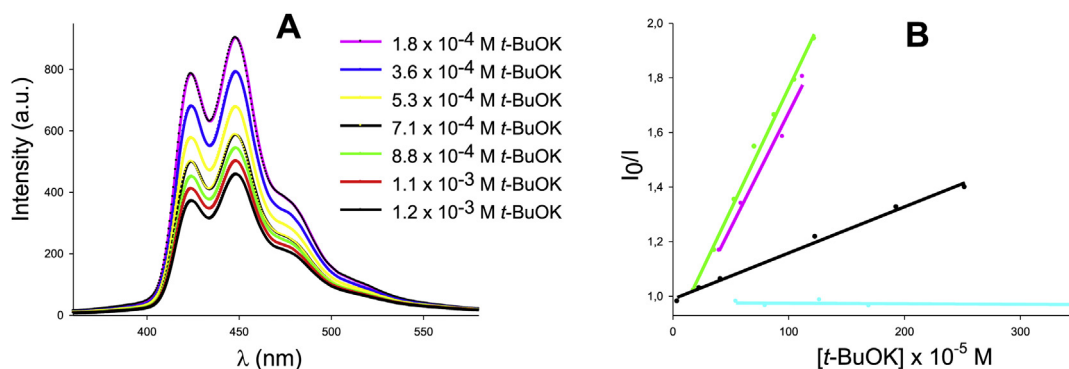 A
1.8 x 10-4 M t-BuOK
3.6 x 10-4 M t-BuOK
5.3 x 10-4 M t-BuOK
7.1 x 10-4 M t-BuOK
8.8 x 10-4 M t-BuOK
1.1 x 10-3 M t-BuOK
1.2 x 10-3 M t-BuOK
Intensity (a.u.)
800
600
400
200
0
400 450 500 550
λ (nm)
B
I0/I
2,0
1,8
1,6
1,4
1,2
1,0
0 100 200 300
[t-BuOK] x 10-5 M